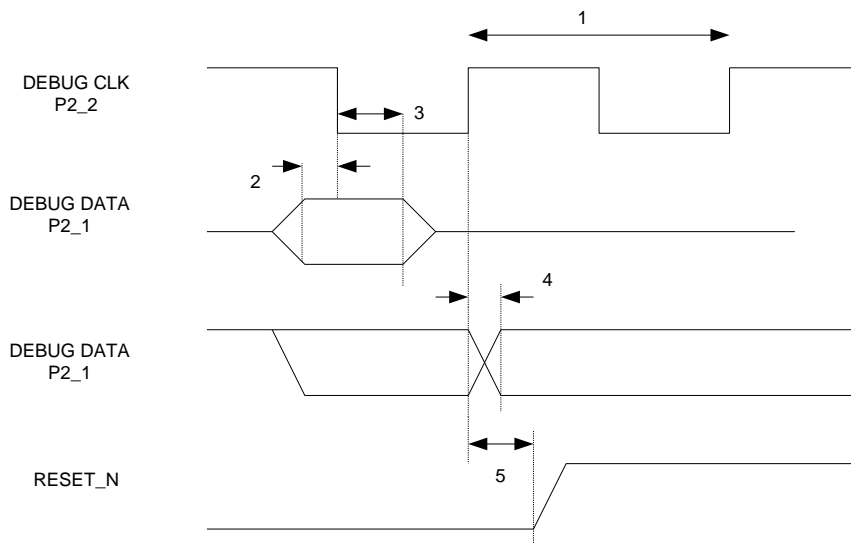 1
DEBUG CLK
P2_2
3
2
DEBUG DATA
P2_1
4
DEBUG DATA
P2_1
5
RESET_N